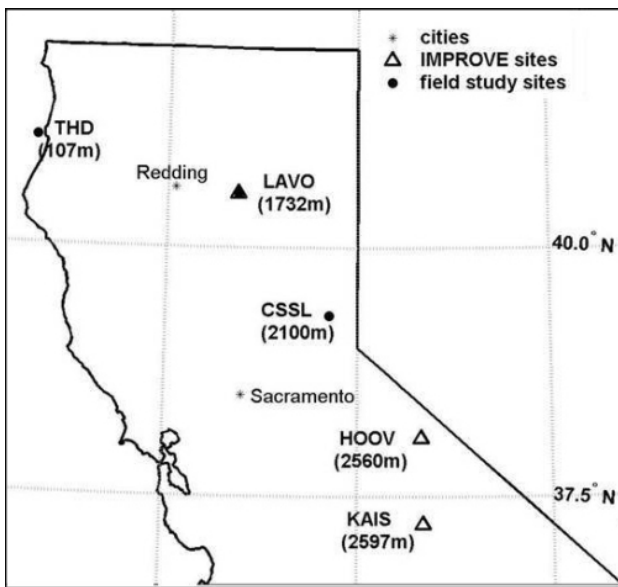 cities
IMPROVE sites
field study sites
THD
(107m)
Redding
LAVO
(1732m)
40.0° N
CSSL
(2100m)
Sacramento
HOOV
(2560m)
37.5° N
KAIS
(2597m)